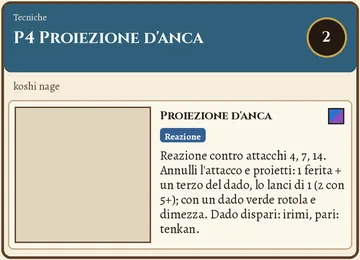 Tecniche
P4 Proiezione d'anca
2
koshi nage
Proiezione d'anca
Reazione
Reazione contro attacchi 4, 7, 14.
Annulli l'attacco e proietti: 1 ferita +
un terzo del dado, lo lanci di 1 (2 con
5+); con un dado verde rotola e
dimezza. Dado dispari: irimi, pari:
tenkan.